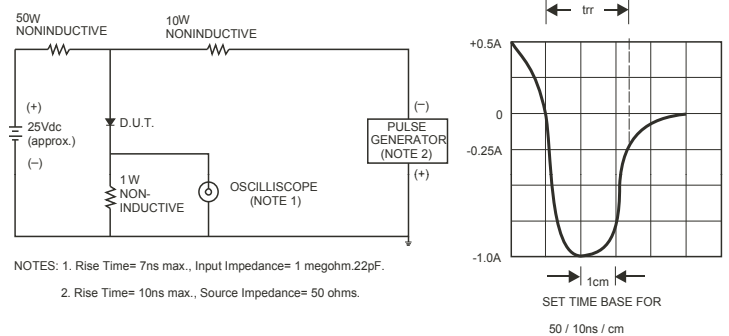 50W
NONINDUCTIVE
10W
NONINDUCTIVE
(+)
25Vdc
(approx.)
(–)
D.U.T.
1W
NON-
INDUCTIVE
OSCILLISCOPE
(NOTE 1)
(–)
PULSE
GENERATOR
(NOTE 2)
(+)
NOTES: 1. Rise Time= 7ns max., Input Impedance= 1 megohm.22pF.
2. Rise Time= 10ns max., Source Impedance= 50 ohms.
trr
+0.5A
0
-0.25A
-1.0A
1cm
SET TIME BASE FOR
50 / 10ns / cm